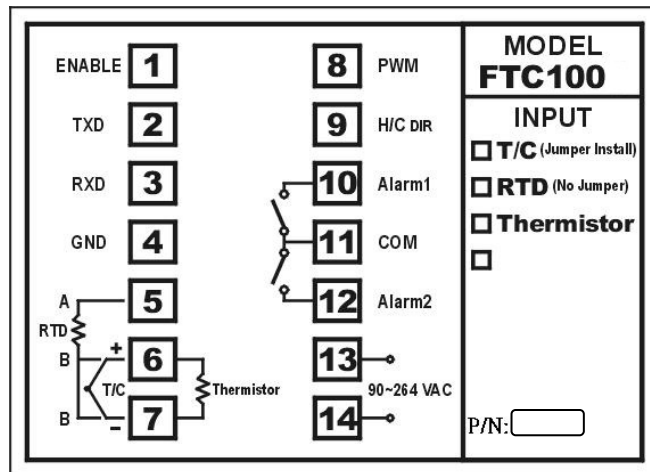 ENABLE 1
TXD 2
RXD 3
GND 4
A 5
RTD
B + 6
T/C
Thermistor
B - 7
8 PWM
9 H/C DIR
10 Alarm1
11 COM
12 Alarm2
13
90~264 VAC
14
MODEL
FTC100
INPUT
T/C (Jumper Install)
RTD (No Jumper)
Thermistor
P/N: